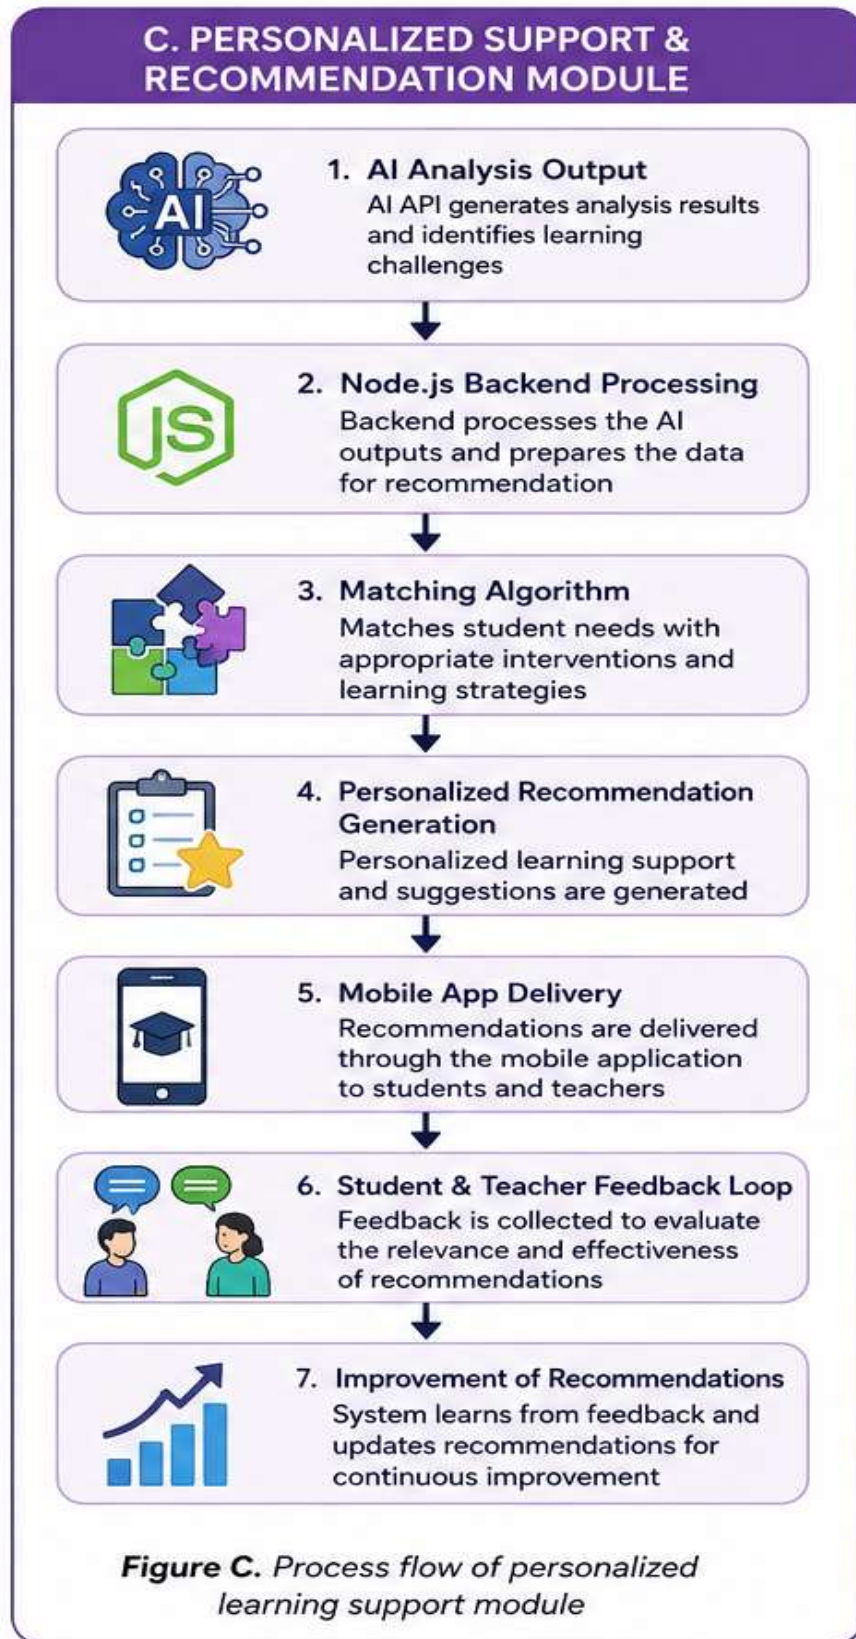 C. PERSONALIZED SUPPORT &
RECOMMENDATION MODULE
AI
1. AI Analysis Output
AI API generates analysis results
and identifies learning
challenges
JS
2. Node.js Backend Processing
Backend processes the AI
outputs and prepares the data
for recommendation
3. Matching Algorithm
Matches student needs with
appropriate interventions and
learning strategies
4. Personalized Recommendation
Generation
Personalized learning support
and suggestions are generated
5. Mobile App Delivery
Recommendations are delivered
through the mobile application
to students and teachers
6. Student & Teacher Feedback Loop
Feedback is collected to evaluate
the relevance and effectiveness
of recommendations
7. Improvement of Recommendations
System learns from feedback and
updates recommendations for
continuous improvement
Figure C. Process flow of personalized
learning support module